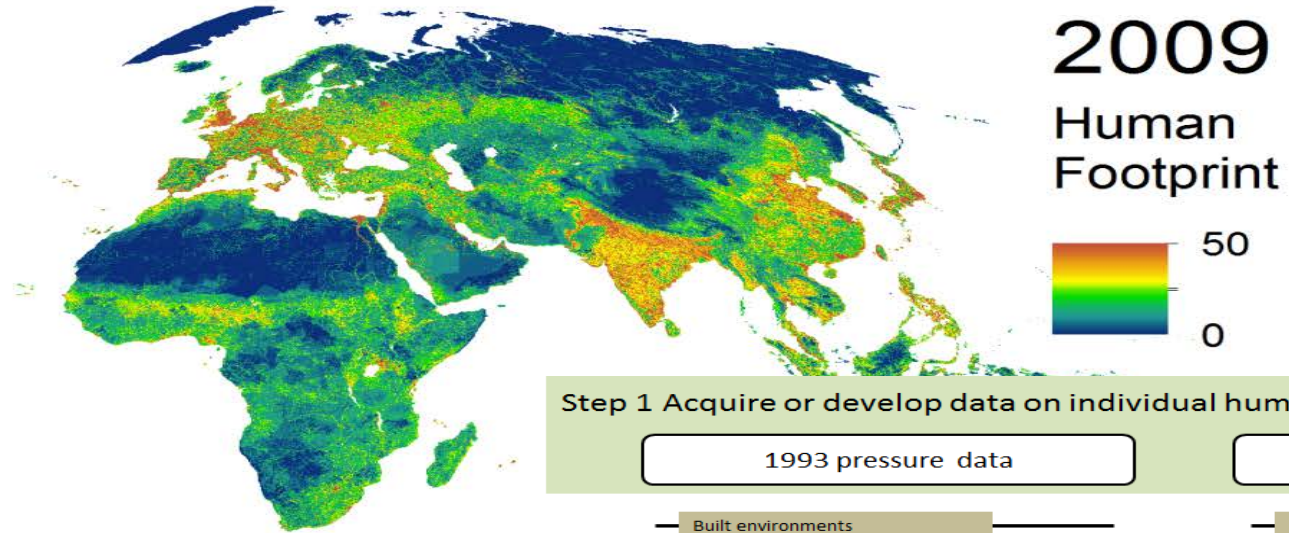 2009
Human
Footprint
50
0
Step 1 Acquire or develop data on individual hum
1993 pressure data
Built environments